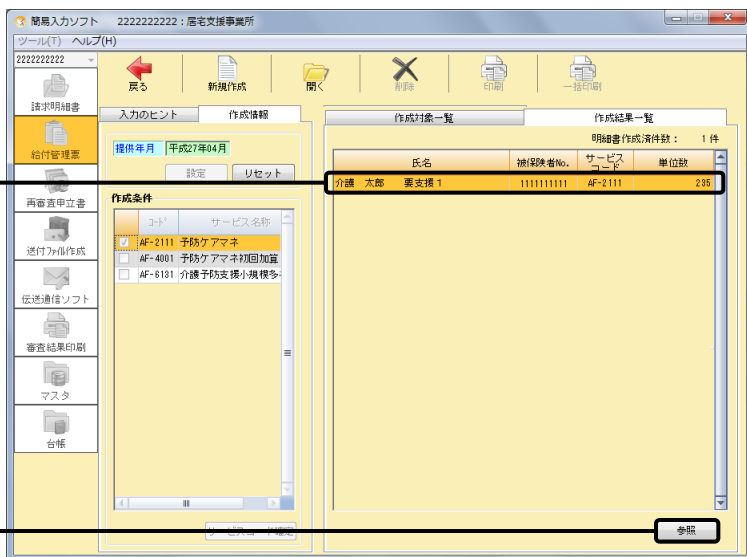 簡易入力ソフト 2222222222：居宅支援事業所
ツール(T) ヘルプ(H)
2222222222
戻る
新規作成
開く
削除
印刷
一括印刷
請求明細書
給付管理票
再審査申立書
送付ﾌｧｲﾙ作成
伝送通信ソフト
審査結果印刷
マスタ
台帳
入力のヒント
作成情報
提供年月 平成27年04月
設定
リセット
作成条件
ｺｰﾄﾞ サービス名称
AF-2111 予防ケアマネ
AF-4001 予防ケアマネ初回加算
AF-6131 介護予防支援小規模多
サービスコード確定
作成対象一覧
作成結果一覧
明細書作成済件数： 1 件
氏名 被保険者No. サービスコード 単位数
介護 太郎 要支援1 1111111111 AF-2111 235
参照